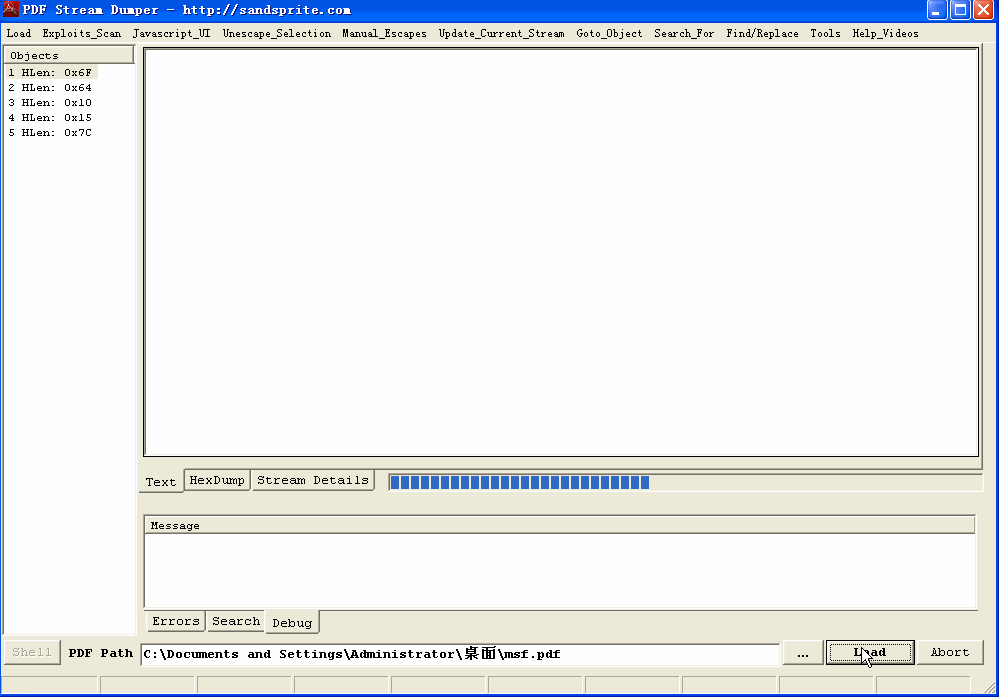 PDF Stream Dumper - http://sandsprite.com
Load Exploits_Scan Javascript_UI Unescape_Selection Manual_Escapes Update_Current_Stream Goto_Object Search_For Find/Replace Tools Help_Videos
Objects
1 HLen: 0x6F
2 HLen: 0x64
3 HLen: 0x10
4 HLen: 0x15
5 HLen: 0x7C
Text HexDump Stream Details
Message
Errors Search Debug
Shell PDF Path C:\Documents and Settings\Administrator\桌面\msf.pdf ... Load Abort